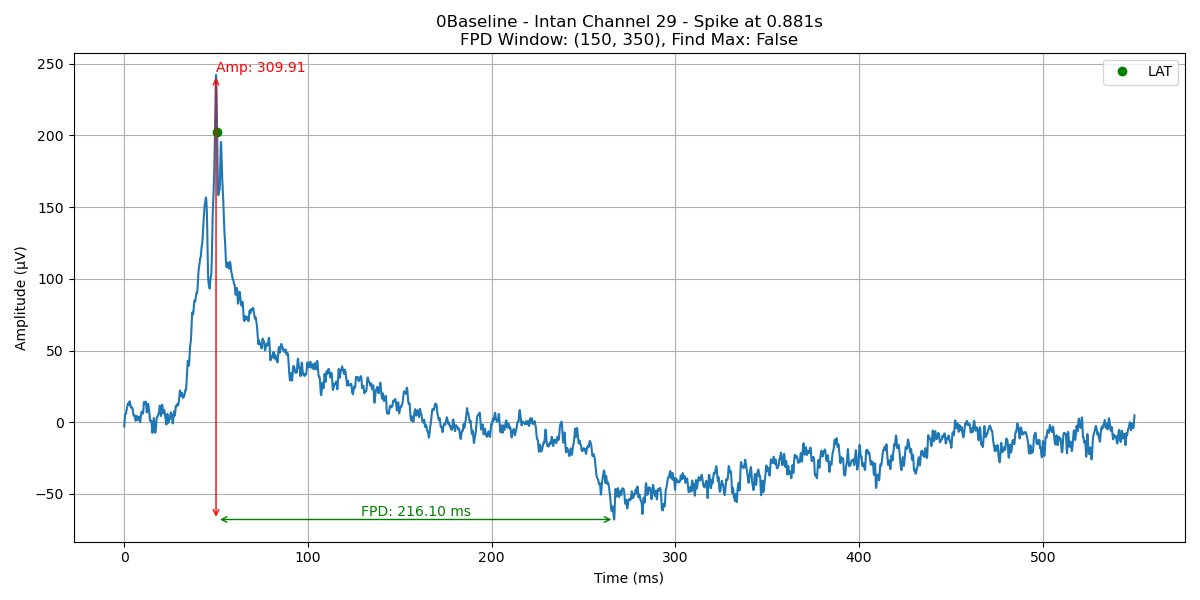 0Baseline - Intan Channel 29 - Spike at 0.881s
FPD Window: (150, 350), Find Max: False
Amp: 309.91
LAT
250
200
150
100
50
0
−50
Amplitude (µV)
FPD: 216.10 ms
0
100
200
300
400
500
Time (ms)